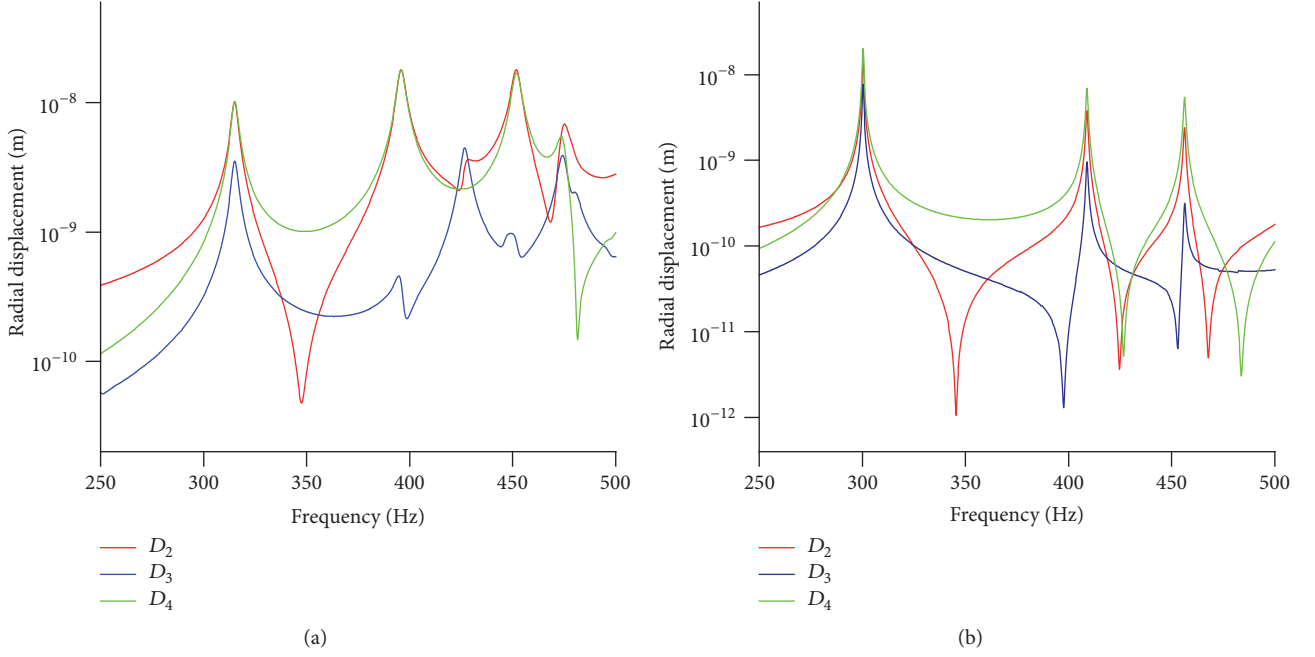 Radial displacement (m)
10⁻⁸
10⁻⁹
10⁻¹⁰
250 300 350 400 450 500
Frequency (Hz)
D₂
D₃
D₄
(a)
Radial displacement (m)
10⁻⁸
10⁻⁹
10⁻¹⁰
10⁻¹¹
10⁻¹²
250 300 350 400 450 500
Frequency (Hz)
D₂
D₃
D₄
(b)